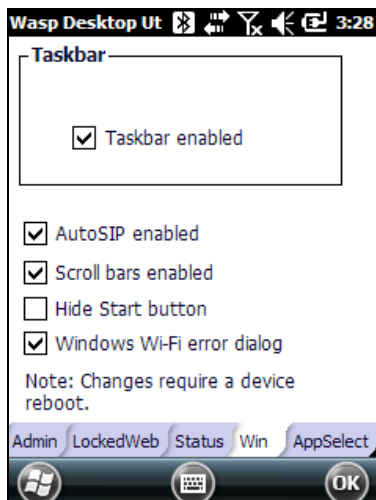 Wasp Desktop Ut 3:28
Taskbar
Taskbar enabled
AutoSIP enabled
Scroll bars enabled
Hide Start button
Windows Wi-Fi error dialog
Note: Changes require a device
reboot.
Admin LockedWeb Status Win AppSelect
OK